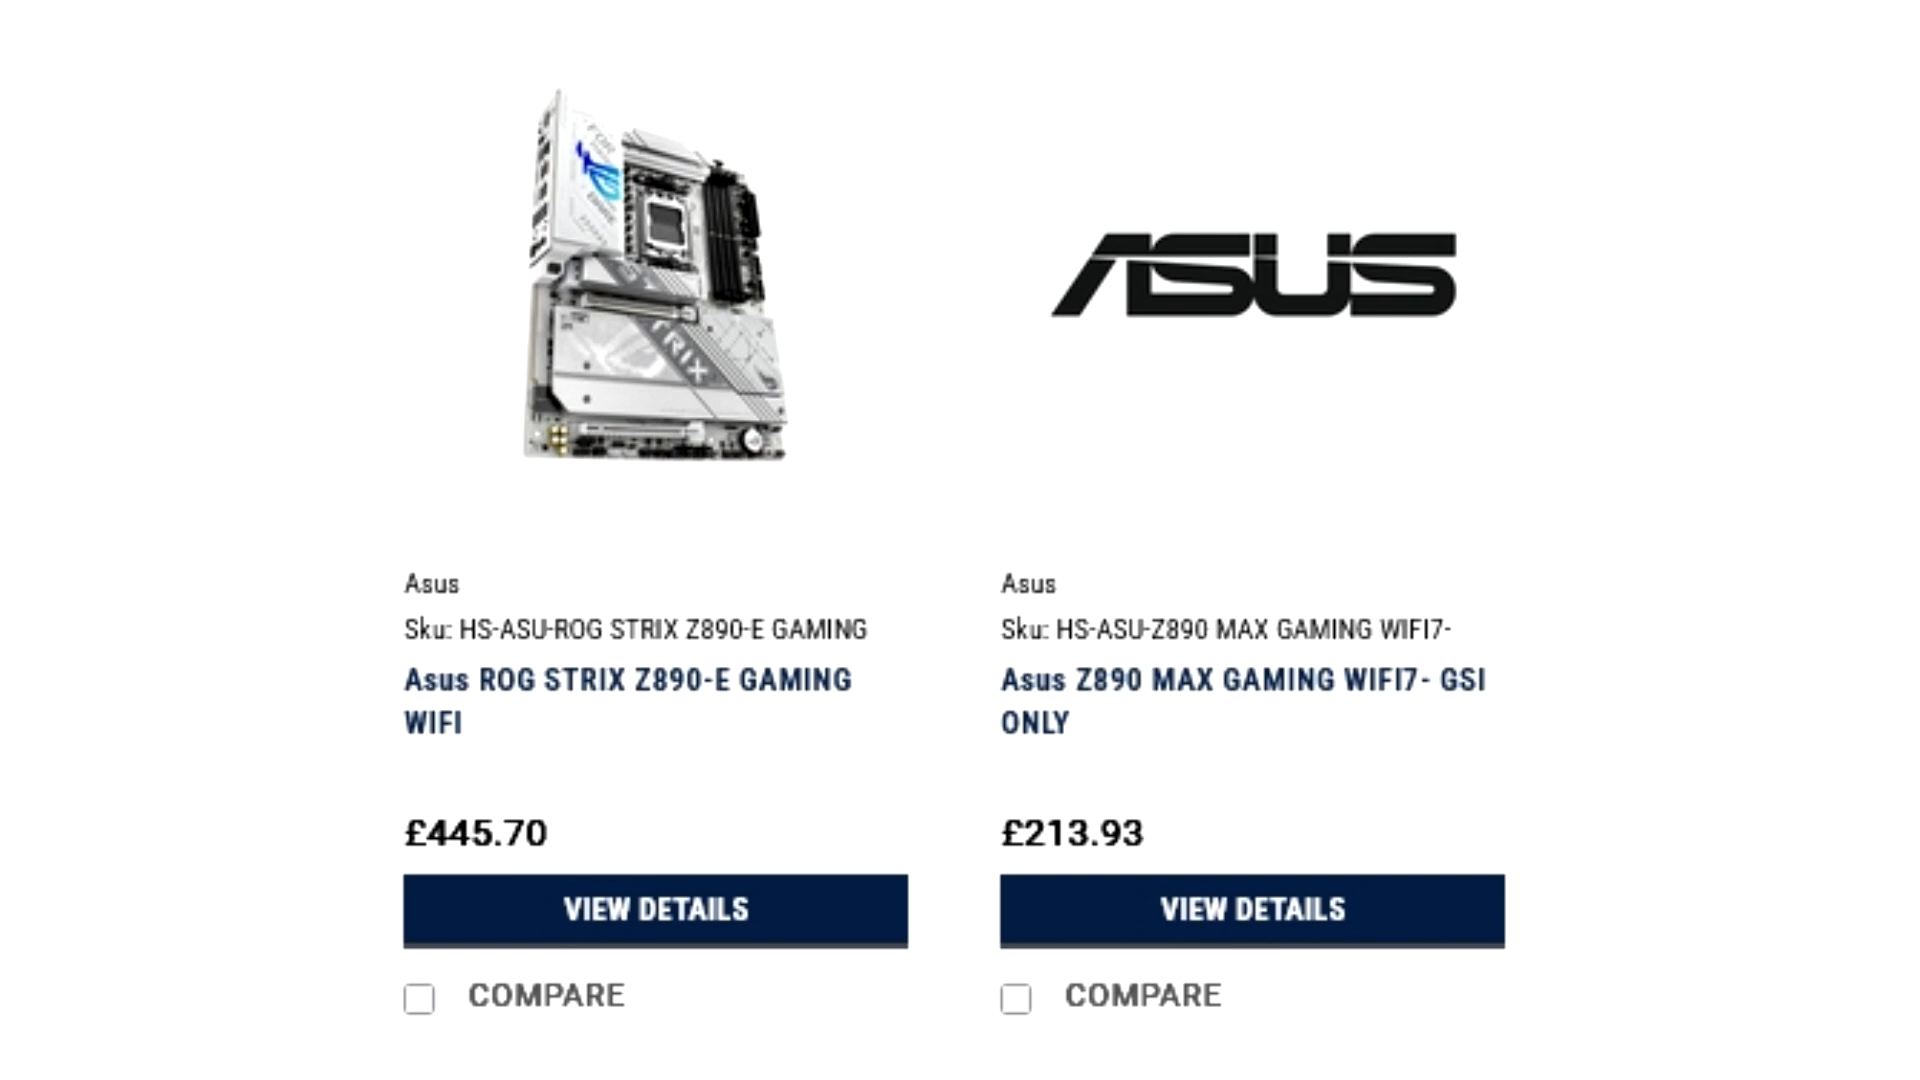 FOR
TRIX
ASUS
Asus
Sku: HS-ASU-ROG STRIX Z890-E GAMING
Asus ROG STRIX Z890-E GAMING
WIFI
£445.70
VIEW DETAILS
COMPARE
Asus
Sku: HS-ASU-Z890 MAX GAMING WIFI7-
Asus Z890 MAX GAMING WIFI7- GSI
ONLY
£213.93
VIEW DETAILS
COMPARE